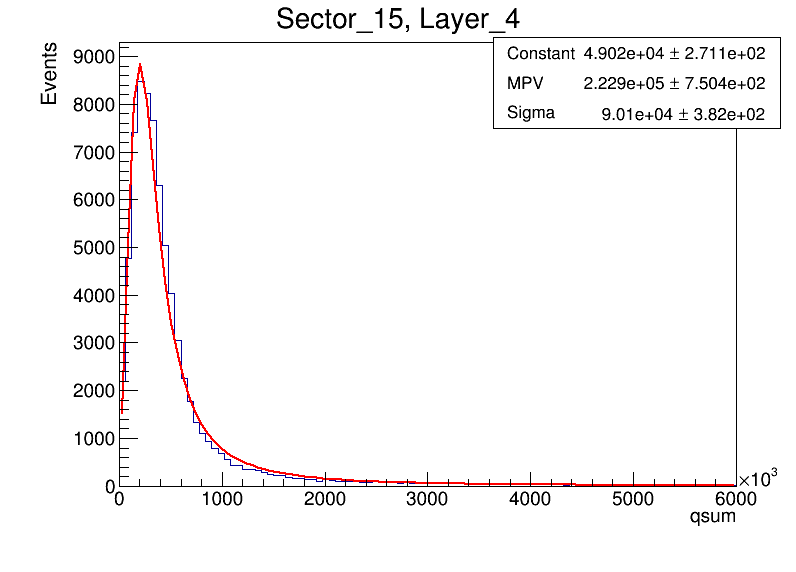 Sector_15, Layer_4
Constant 4.902e+04 ± 2.711e+02
MPV 2.229e+05 ± 7.504e+02
Sigma 9.01e+04 ± 3.82e+02
Events
9000
8000
7000
6000
5000
4000
3000
2000
1000
0
0 1000 2000 3000 4000 5000 6000
×10³
qsum